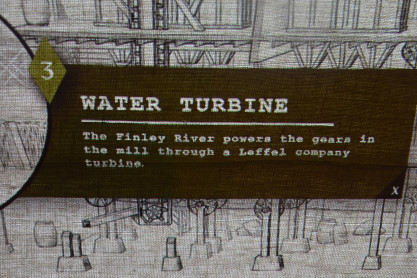 3
WATER TURBINE
The Finley River powers the gears in
the mill through a Leffel company
turbine.
X